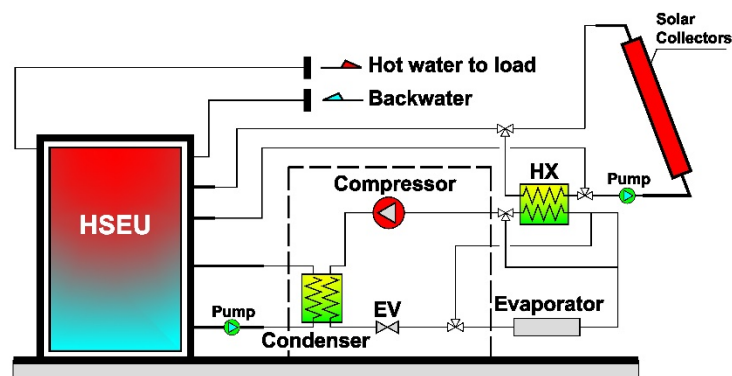 Solar
Collectors
Hot water to load
Backwater
HX
Compressor
Pump
HSEU
EV
Evaporator
Pump
Condenser